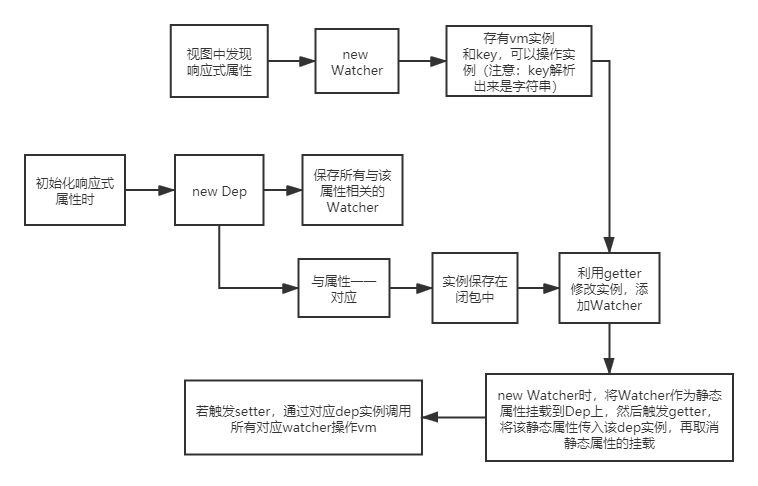 视图中发现
响应式属性
new
Watcher
存有vm实例
和key，可以操作实
例（注意：key解析
出来是字符串）
初始化响应式
属性时
new Dep
保存所有与该
属性相关的
Watcher
与属性一一
对应
实例保存在
闭包中
利用getter
修改实例，添
加Watcher
new Watcher时，将Watcher作为静态
属性挂载到Dep上，然后触发getter，
将该静态属性传入该dep实例，再取消
静态属性的挂载
若触发setter，通过对应dep实例调用
所有对应watcher操作vm